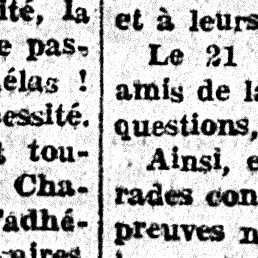 ité, la
e pas-
élas !
essité.
t tou-
Cha-
'adhé-
naires
et à leurs
Le 21
amis de la
questions,
Ainsi, e
rades con
preuves n